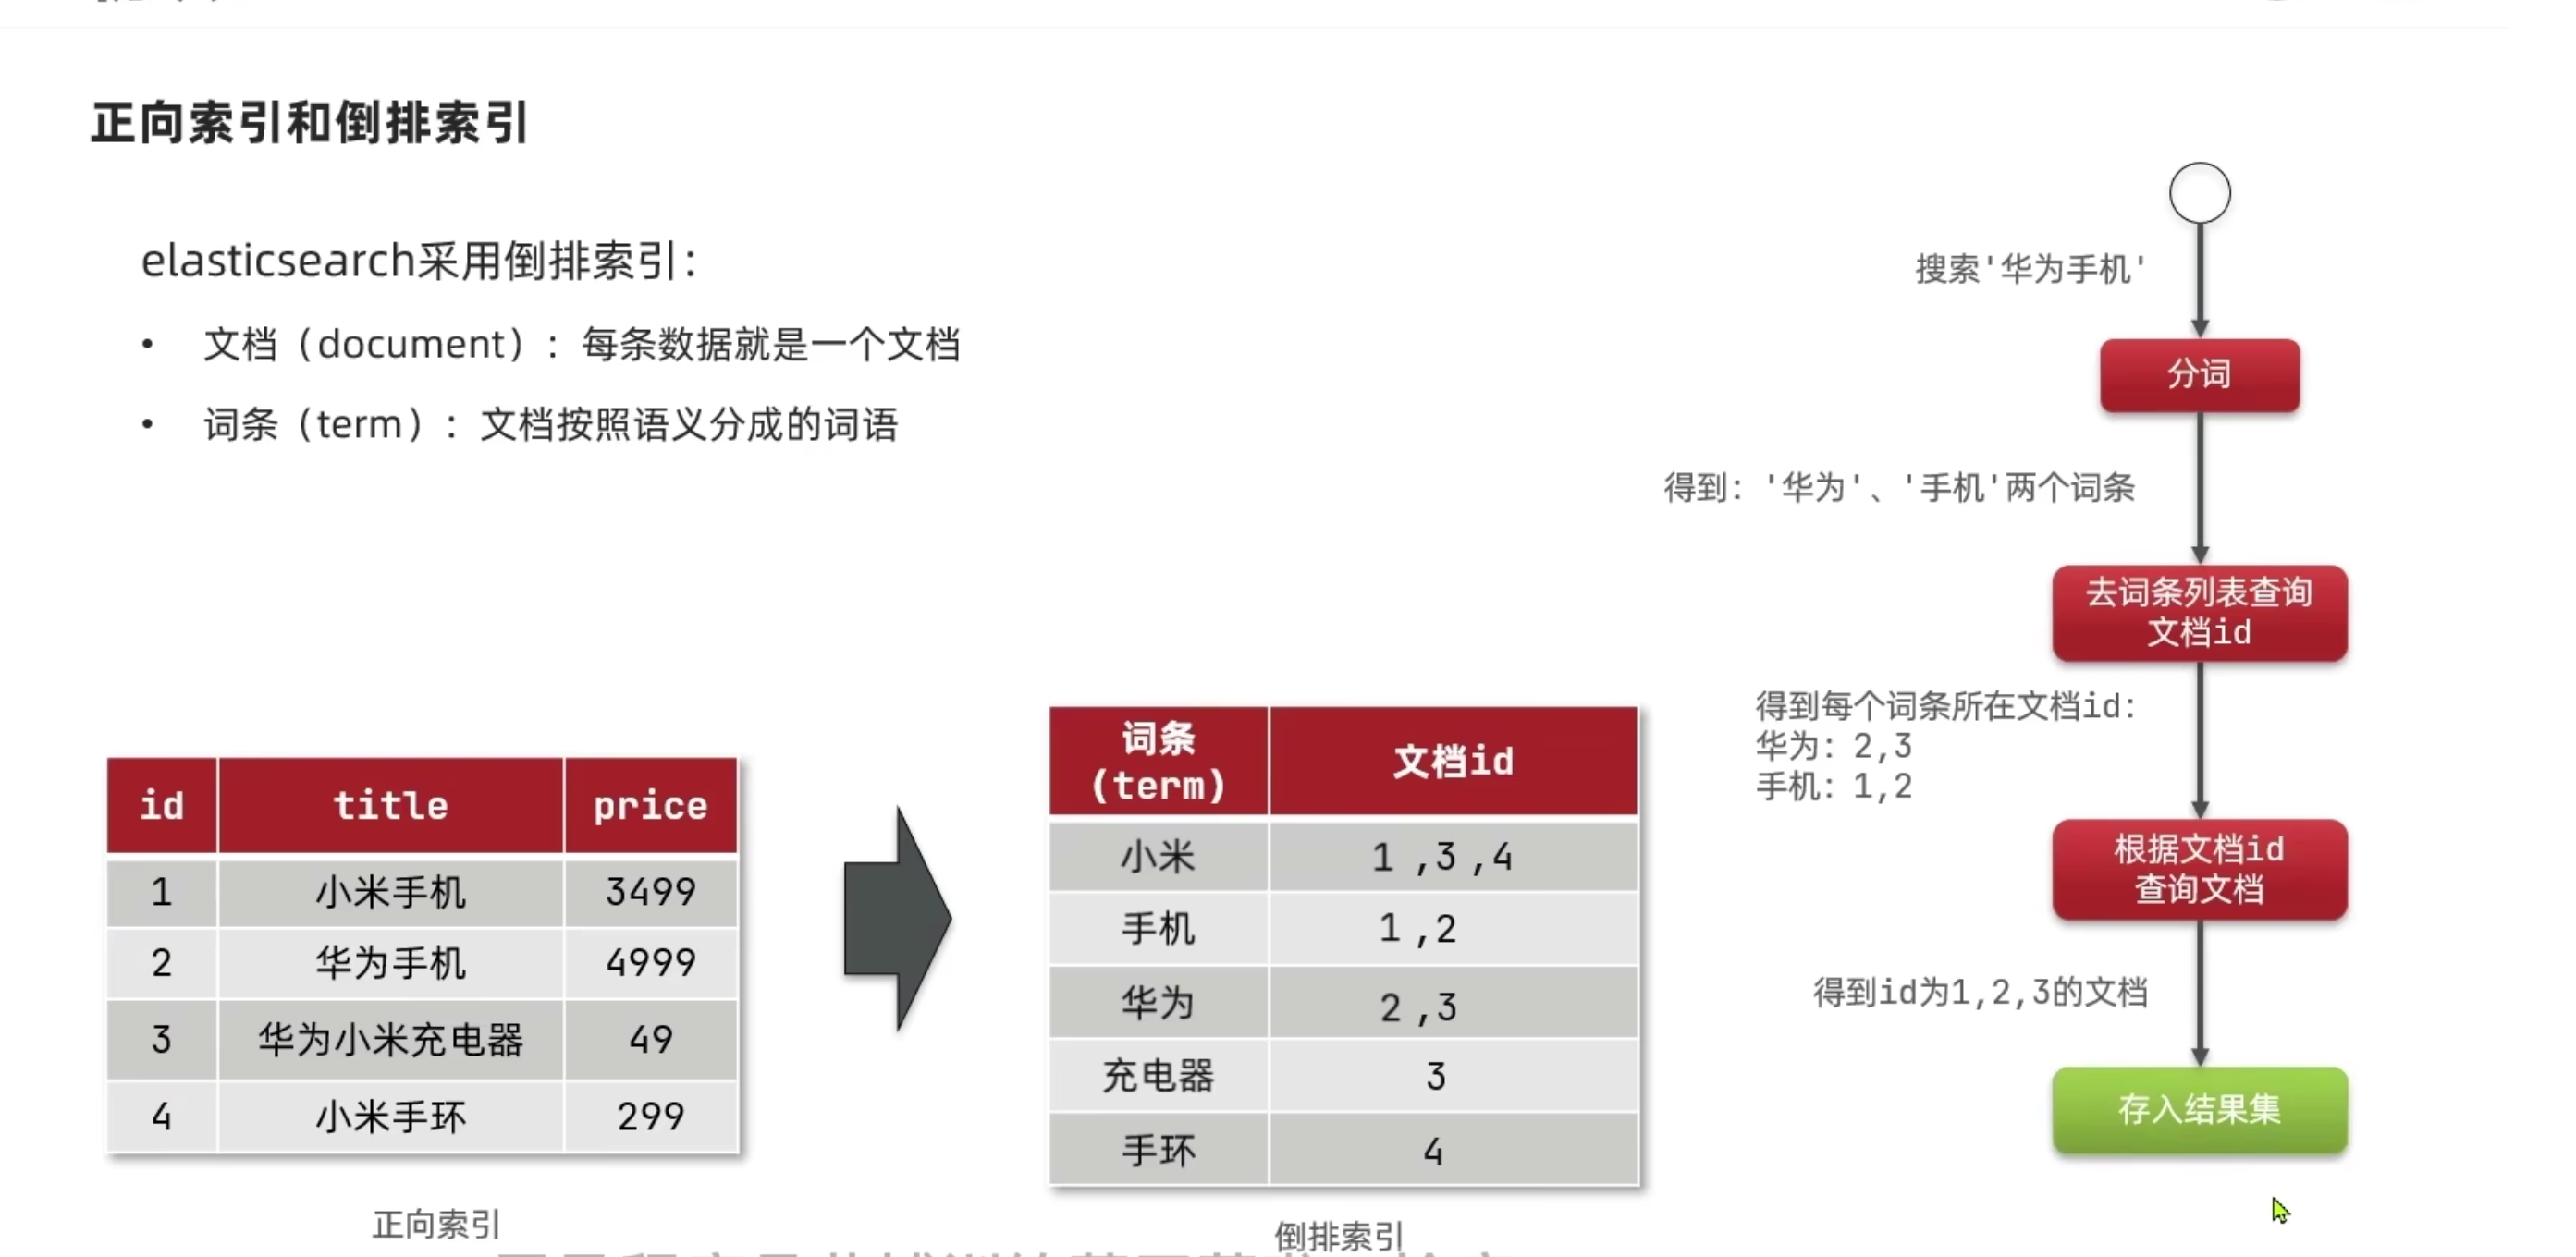 正向索引和倒排索引
elasticsearch采用倒排索引：
• 文档（document）：每条数据就是一个文档
• 词条（term）：文档按照语义分成的词语
id title price
1 小米手机 3499
2 华为手机 4999
3 华为小米充电器 49
4 小米手环 299
正向索引
词条
(term) 文档id
小米 1,3,4
手机 1,2
华为 2,3
充电器 3
手环 4
倒排索引
搜索'华为手机'
分词
得到：'华为'、'手机'两个词条
去词条列表查询
文档id
得到每个词条所在文档id：
华为：2,3
手机：1,2
根据文档id
查询文档
得到id为1,2,3的文档
存入结果集